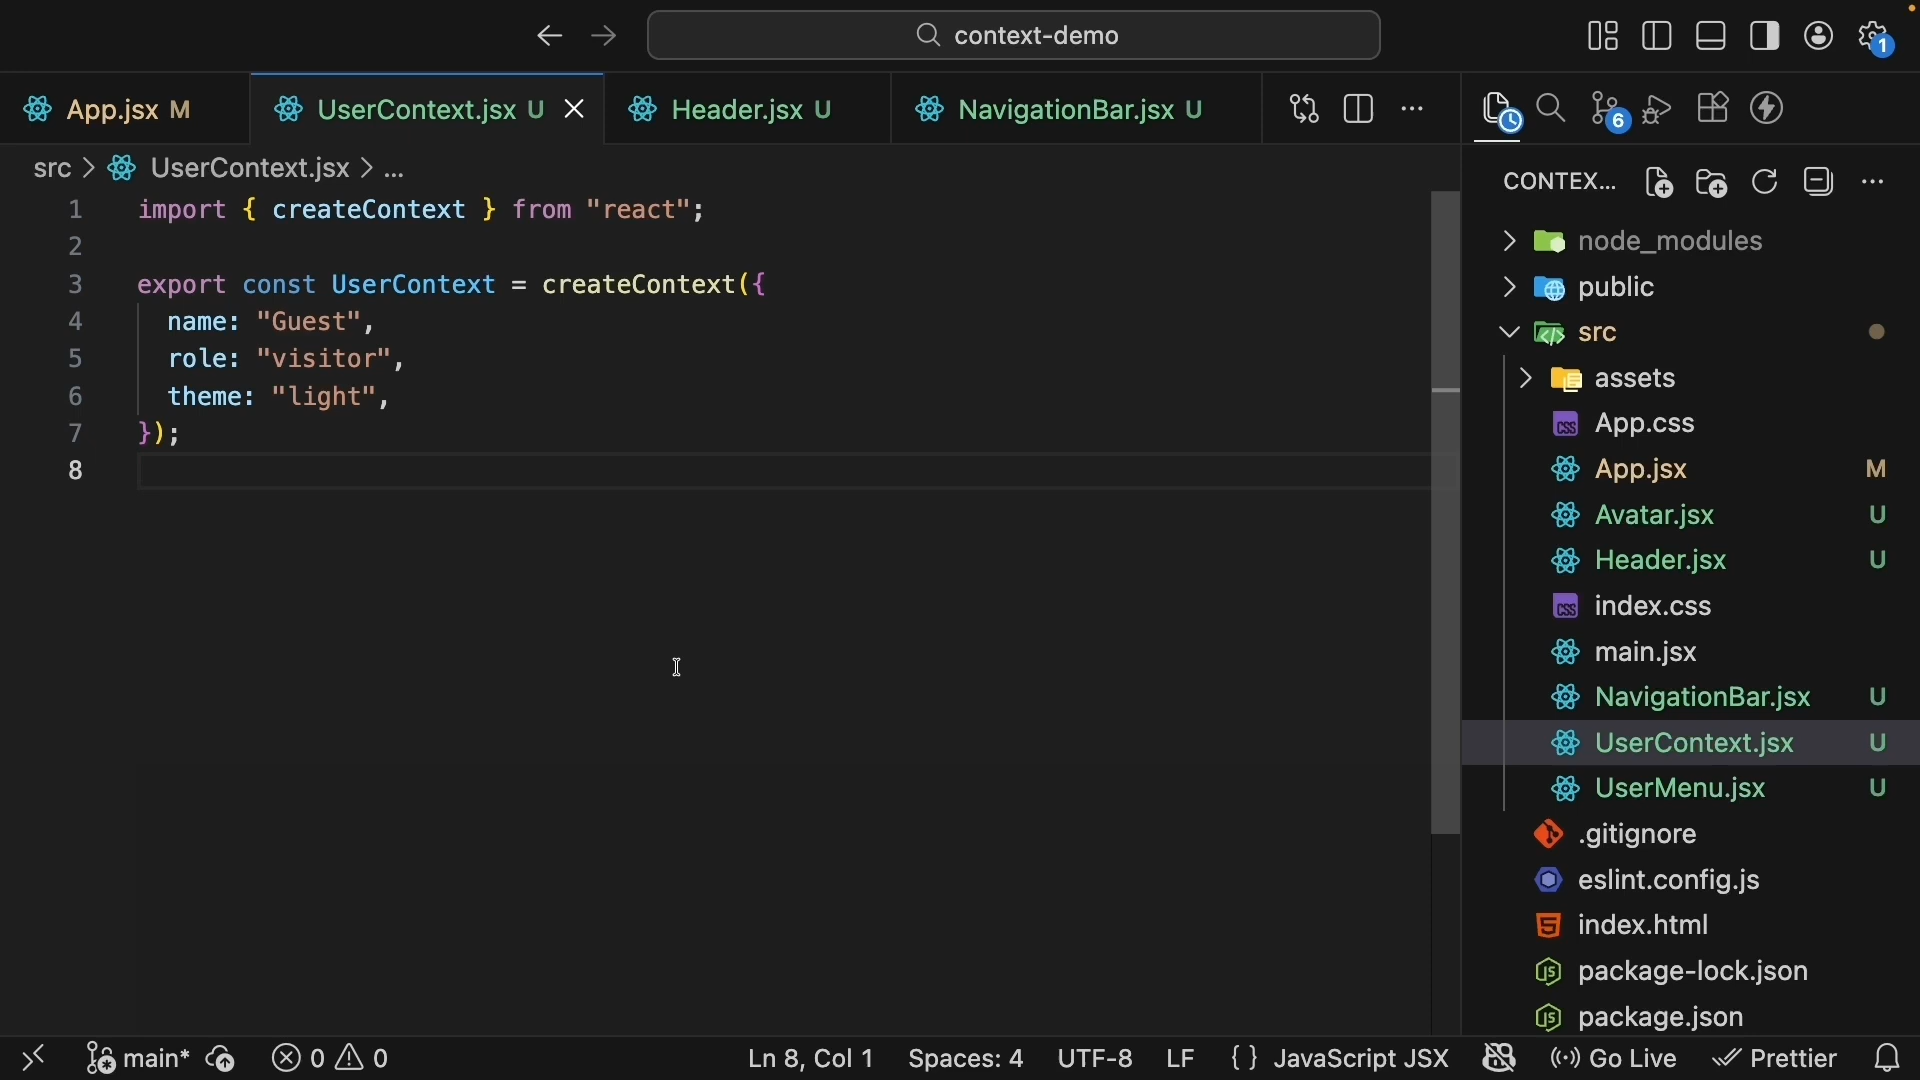 context-demo
1
App.jsx M
UserContext.jsx U
Header.jsx U
NavigationBar.jsx U
6
src > UserContext.jsx > ...
CONTEX...
1 import { createContext } from "react";
2
3 export const UserContext = createContext({
4 name: "Guest",
5 role: "visitor",
6 theme: "light",
7 });
8
node_modules
public
src
assets
App.css
App.jsx M
Avatar.jsx U
Header.jsx U
index.css
main.jsx
NavigationBar.jsx U
UserContext.jsx U
UserMenu.jsx U
.gitignore
eslint.config.js
index.html
package-lock.json
package.json
main* 0 0 Ln 8, Col 1 Spaces: 4 UTF-8 LF { } JavaScript JSX Go Live Prettier